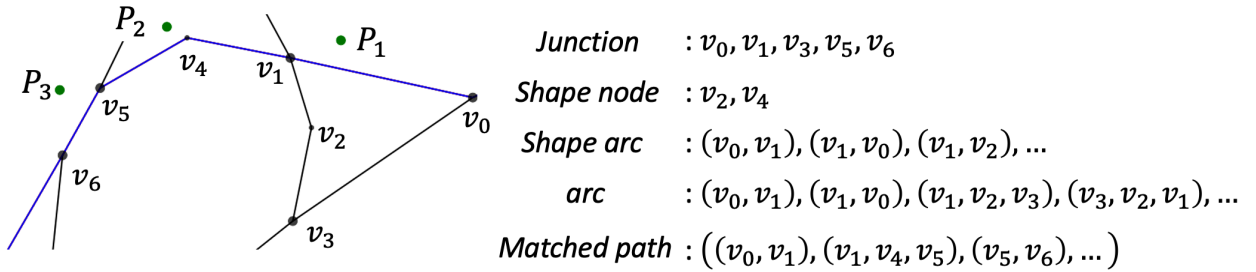 P₂
P₁
v₄
v₁
P₃
v₅
v₀
v₂
v₆
v₃
Junction : v₀, v₁, v₃, v₅, v₆
Shape node : v₂, v₄
Shape arc : (v₀, v₁), (v₁, v₀), (v₁, v₂), ...
arc : (v₀, v₁), (v₁, v₀), (v₁, v₂, v₃), (v₃, v₂, v₁), ...
Matched path : ((v₀, v₁), (v₁, v₄, v₅), (v₅, v₆), ... )